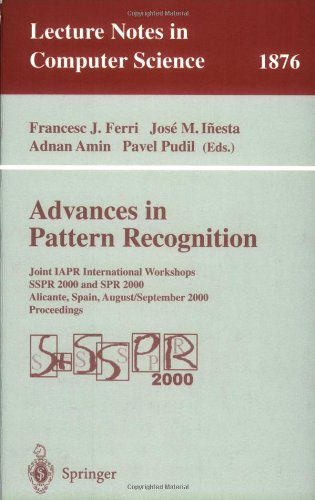 Lecture Notes in
Computer Science 1876
Francesc J. Ferri José M. Iñesta
Adnan Amin Pavel Pudil (Eds.)
Advances in
Pattern Recognition
Joint IAPR International Workshops
SSPR 2000 and SPR 2000
Alicante, Spain, August/September 2000
Proceedings
S+SSPR
2000
Springer